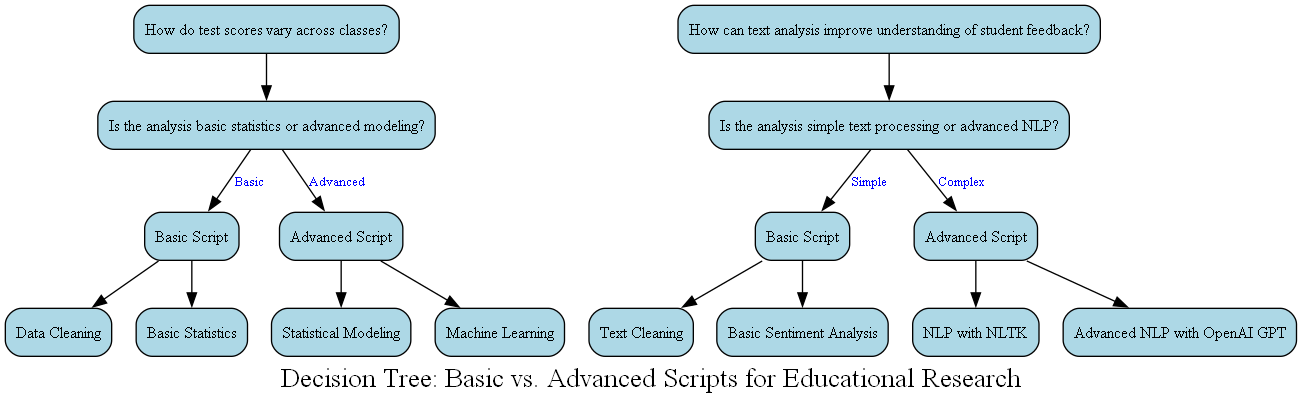 How do test scores vary across classes?
How can text analysis improve understanding of student feedback?
Is the analysis basic statistics or advanced modeling?
Is the analysis simple text processing or advanced NLP?
Basic
Advanced
Simple
Complex
Basic Script
Advanced Script
Basic Script
Advanced Script
Data Cleaning
Basic Statistics
Statistical Modeling
Machine Learning
Text Cleaning
Basic Sentiment Analysis
NLP with NLTK
Advanced NLP with OpenAI GPT
Decision Tree: Basic vs. Advanced Scripts for Educational Research